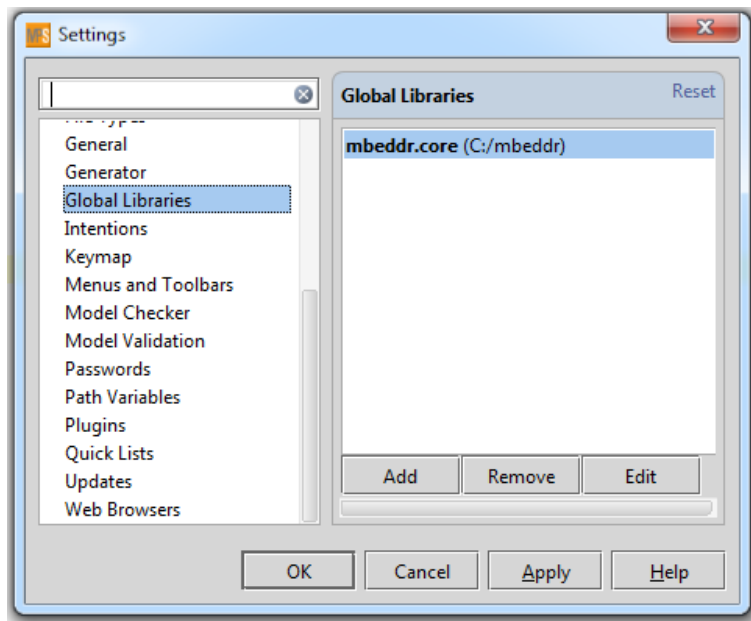 MPS Settings
Global Libraries Reset
General
Generator
Global Libraries
Intentions
Keymap
Menus and Toolbars
Model Checker
Model Validation
Passwords
Path Variables
Plugins
Quick Lists
Updates
Web Browsers
mbeddr.core (C:/mbeddr)
Add Remove Edit
OK Cancel Apply Help